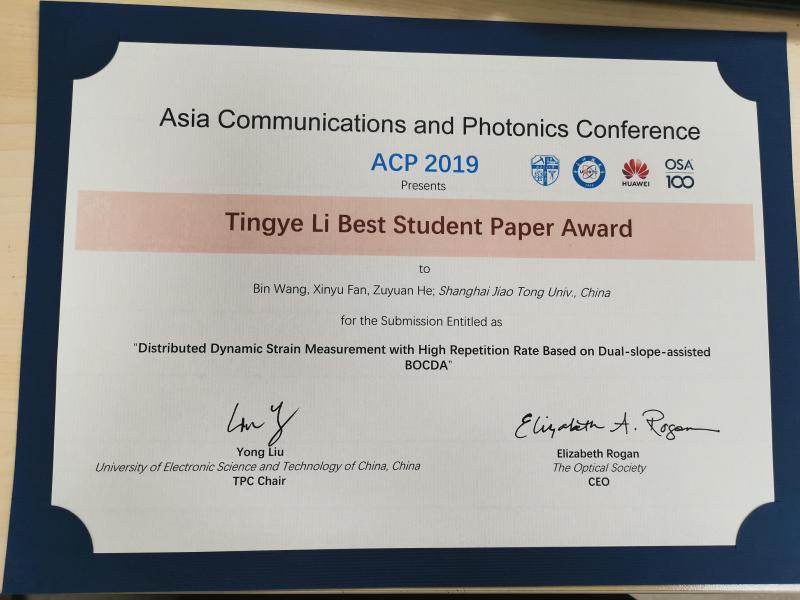 Asia Communications and Photonics Conference
ACP 2019
HUAWEI
OSA
100
Presents
Tingye Li Best Student Paper Award
to
Bin Wang, Xinyu Fan, Zuyuan He; Shanghai Jiao Tong Univ., China
for the Submission Entitled as
"Distributed Dynamic Strain Measurement with High Repetition Rate Based on Dual-slope-assisted
BOCDA"
Elizabeth A. Rogan
Yong Liu
University of Electronic Science and Technology of China, China
TPC Chair
Elizabeth Rogan
The Optical Society
CEO